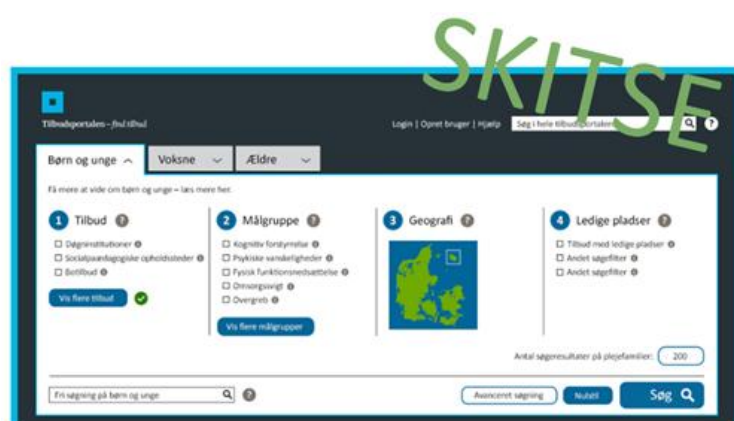 SKITSE
Tilbudsportalen – find tilbud
Login | Opret bruger | Hjælp
Søg i hele tilbudsportalen
?
Børn og unge
Voksne
Ældre
Få mere at vide om børn og unge – læs mere her.
1 Tilbud ?
Døgninstitutioner
Socialpædagogiske opholdssteder
Botilbud
Vis flere tilbud
2 Målgruppe ?
Kognitiv forstyrrelse
Psykiske vanskeligheder
Fysisk funktionsnedsættelse
Omsorgssvigt
Overgreb
Vis flere målgrupper
3 Geografi ?
4 Ledige pladser ?
Tilbud med ledige pladser
Andet søgefilter
Andet søgefilter
Antal søgeresultater på plejefamilier: 200
Fri søgning på børn og unge
?
Avanceret søgning
Nulstil
Søg